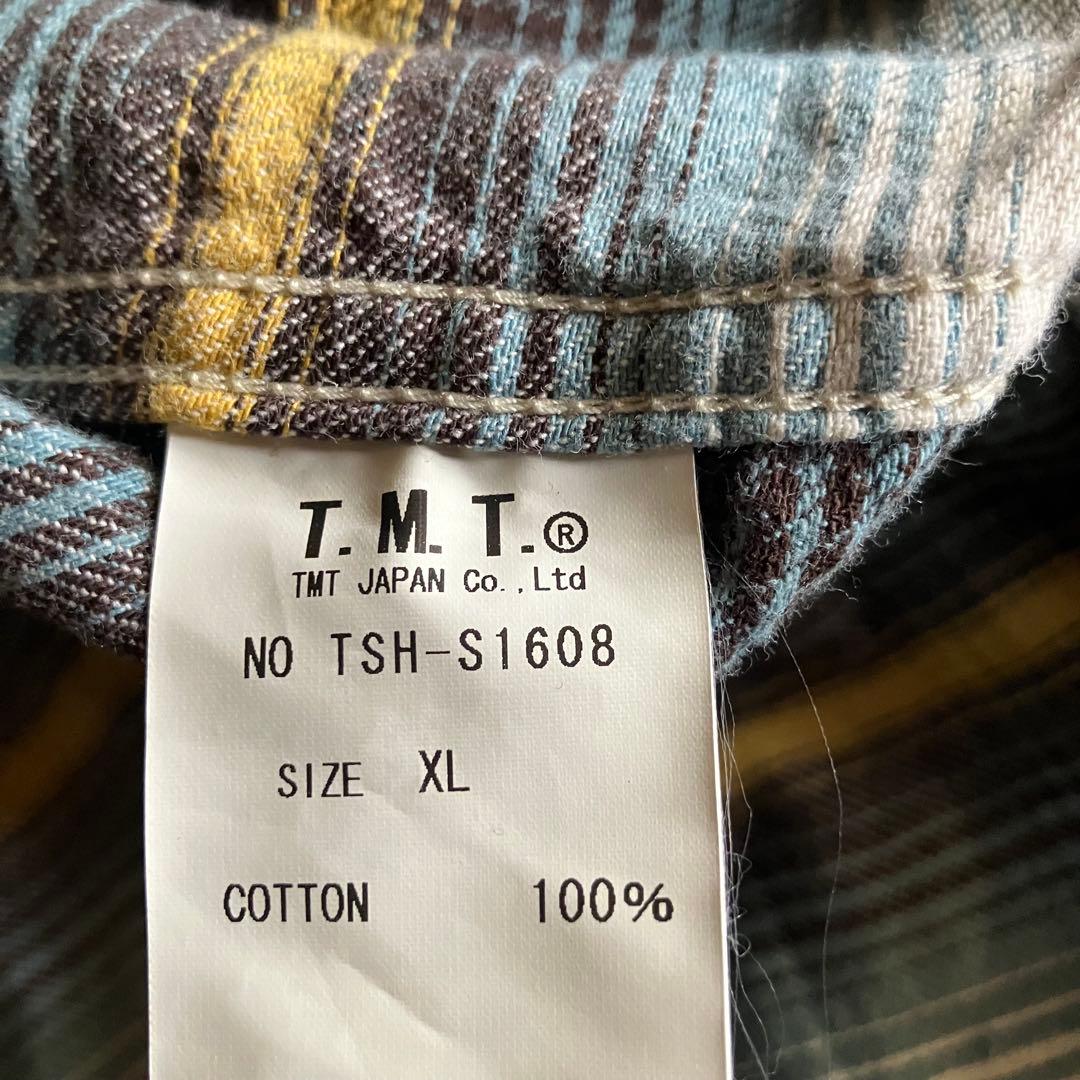 T. M. T.®
TMT JAPAN Co.,Ltd
NO TSH-S1608
SIZE XL
COTTON 100%